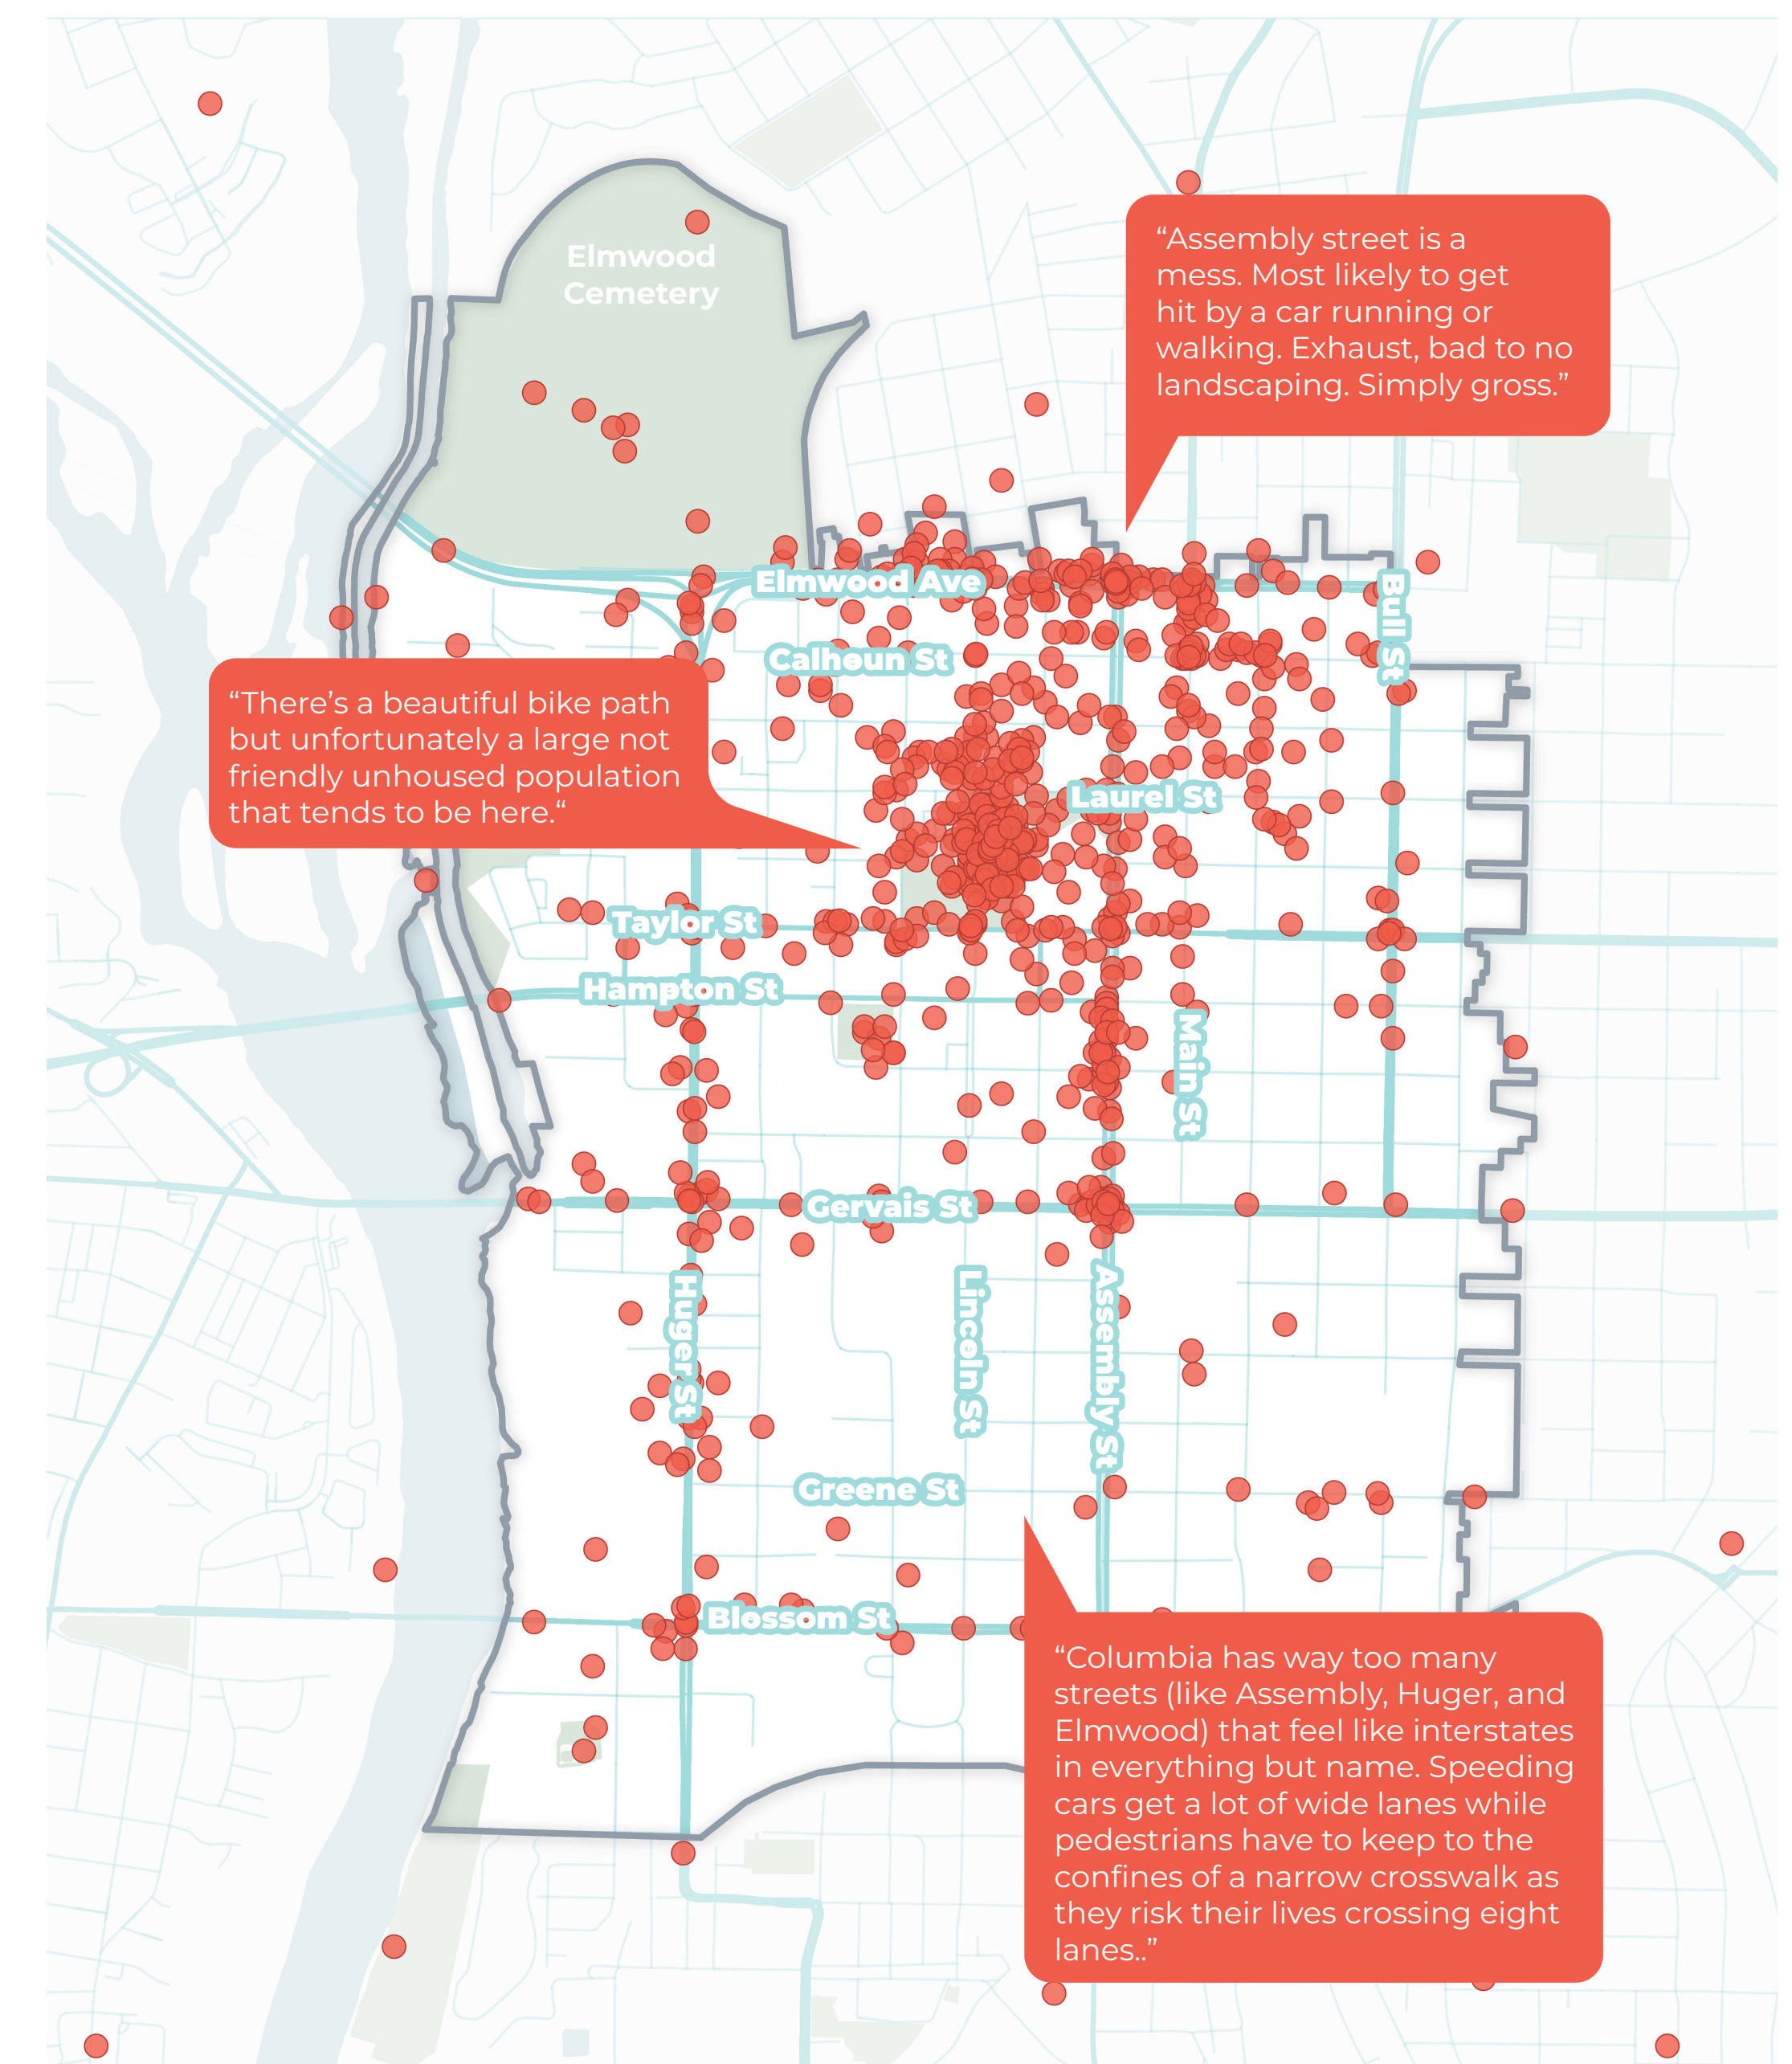 Elmwood
Cemetery
“Assembly street is a
mess. Most likely to get
hit by a car running or
walking. Exhaust, bad to no
landscaping. Simply gross.”
Elmwood Ave
Bull St
Calhoun St
“There’s a beautiful bike path
but unfortunately a large not
friendly unhoused population
that tends to be here.“
Laurel St
Taylor St
Hampton St
Main St
Gervais St
Huger St
Lincoln St
Assembly St
Greene St
Blossom St
“Columbia has way too many
streets (like Assembly, Huger, and
Elmwood) that feel like interstates
in everything but name. Speeding
cars get a lot of wide lanes while
pedestrians have to keep to the
confines of a narrow crosswalk as
they risk their lives crossing eight
lanes..”